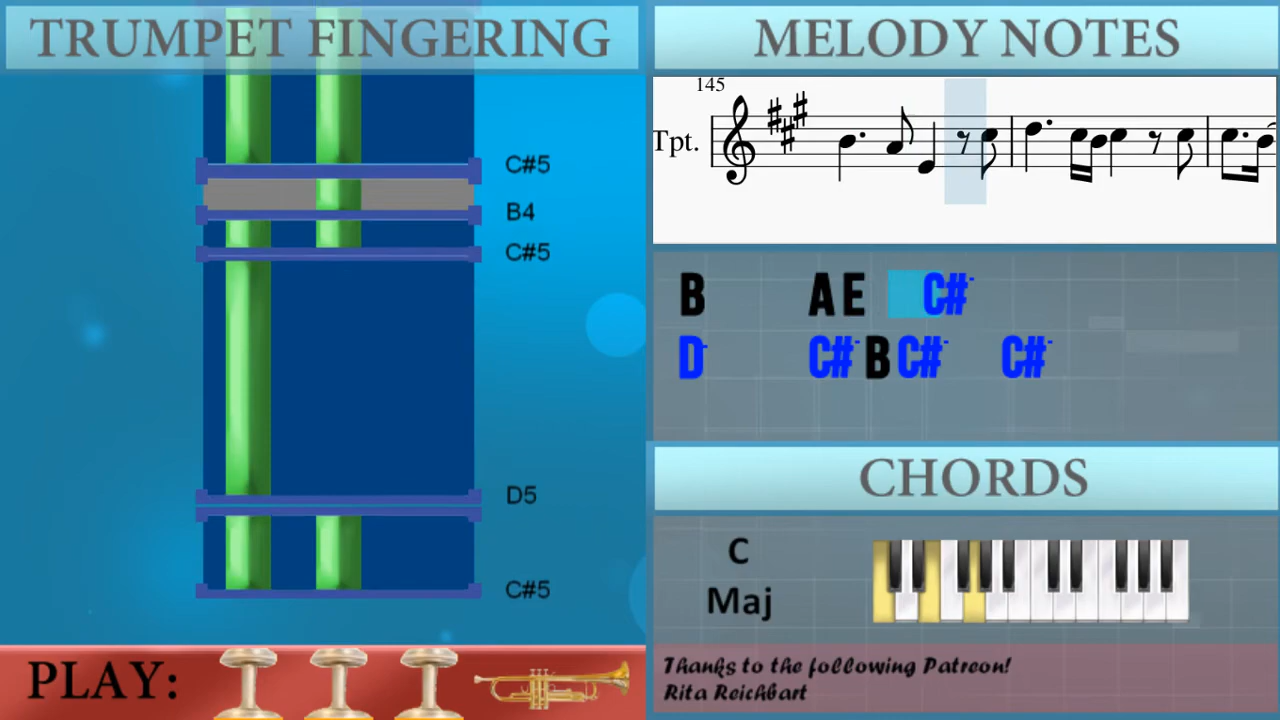 TRUMPET FINGERING
C#5
B4
C#5
D5
C#5
PLAY:
MELODY NOTES
145
Tpt.
B A E C#-
D- C#- B C#- C#-
CHORDS
C
Maj
Thanks to the following Patreon!
Rita Reichbart